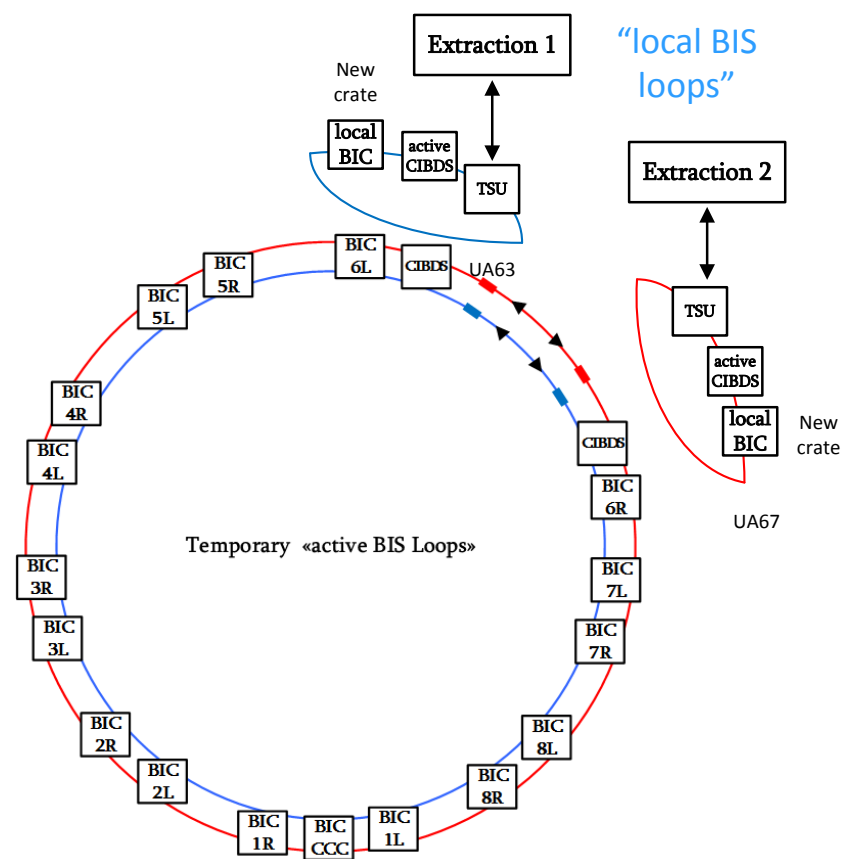 Extraction 1
“local BIS
loops”
New
crate
local
BIC
active
CIBDS
TSU
Extraction 2
UA63
TSU
active
CIBDS
local
BIC
New
crate
UA67
BIC
6L
CIBDS
CIBDS
BIC
6R
BIC
7L
BIC
7R
BIC
8L
BIC
8R
BIC
1L
BIC
CCC
BIC
1R
BIC
2L
BIC
2R
BIC
3L
BIC
3R
BIC
4L
BIC
4R
BIC
5L
BIC
5R
Temporary «active BIS Loops»